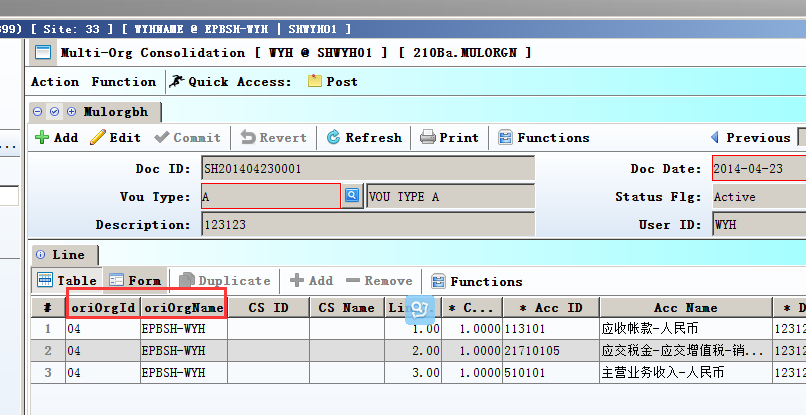 899) [ Site: 33 ] [ WYHNAME @ EPBSH-WYH | SHWYH01 ]
Multi-Org Consolidation [ WYH @ SHWYH01 ] [ 210Ba.MULORGN ]
Action Function Quick Access: Post
Mulorgbh
Add Edit Commit Revert Refresh Print Functions Previous
Doc ID: SH201404230001 Doc Date: 2014-04-23
Vou Type: A VOU TYPE A Status Flg: Active
Description: 123123 User ID: WYH
Line
Table Form Duplicate Add Remove Functions
# oriOrgId oriOrgName CS ID CS Name * C... * Acc ID Acc Name * D
1 04 EPBSH-WYH 1.00 1.0000 113101 应收帐款-人民币 12312
2 04 EPBSH-WYH 2.00 1.0000 21710105 应交税金-应交增值税-销... 12312
3 04 EPBSH-WYH 3.00 1.0000 510101 主营业务收入-人民币 12312